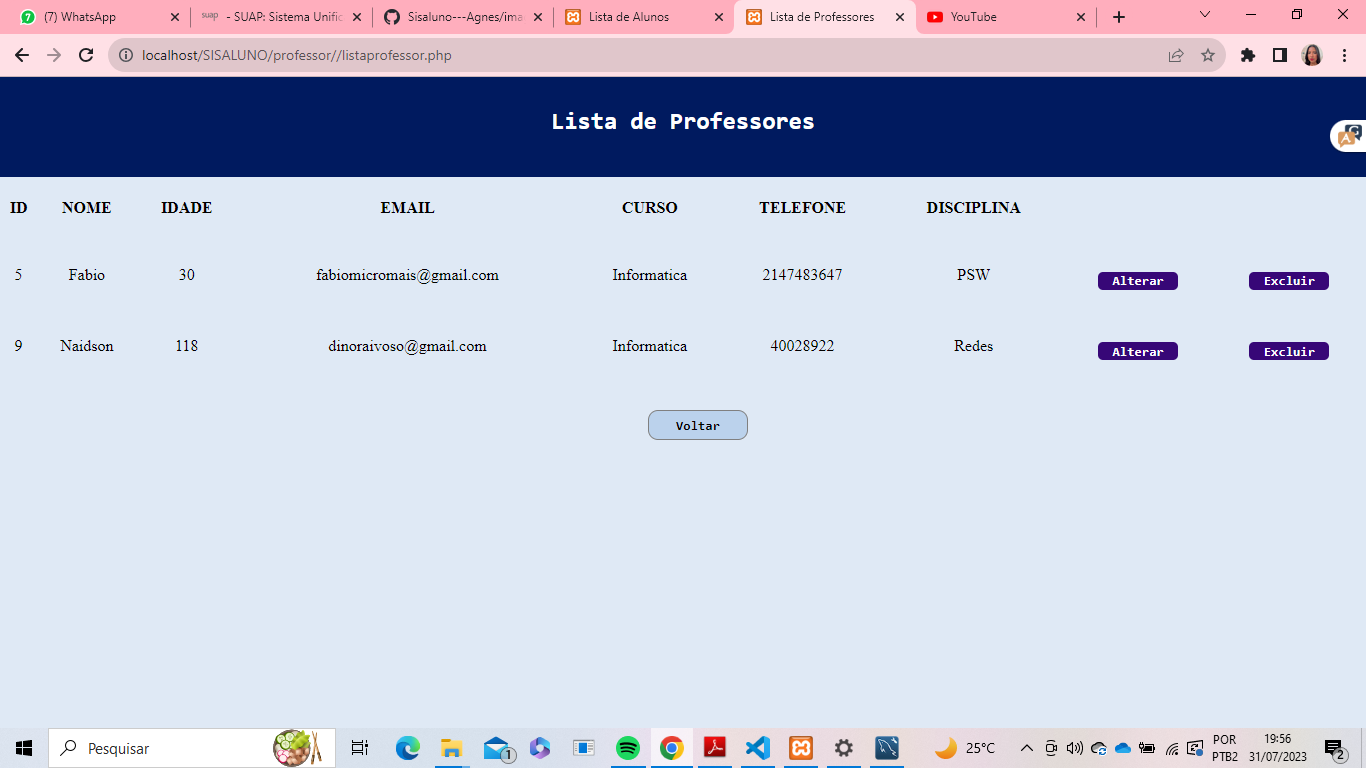 (7) WhatsApp
suap - SUAP: Sistema Unific
Sisaluno---Agnes/ima
Lista de Alunos
Lista de Professores
YouTube
localhost/SISALUNO/professor//listaprofessor.php
Lista de Professores
ID NOME IDADE EMAIL CURSO TELEFONE DISCIPLINA
5 Fabio 30 fabiomicromais@gmail.com Informatica 2147483647 PSW Alterar Excluir
9 Naidson 118 dinoraivoso@gmail.com Informatica 40028922 Redes Alterar Excluir
Voltar
Pesquisar
1
25°C
POR
PTB2
19:56
31/07/2023
2